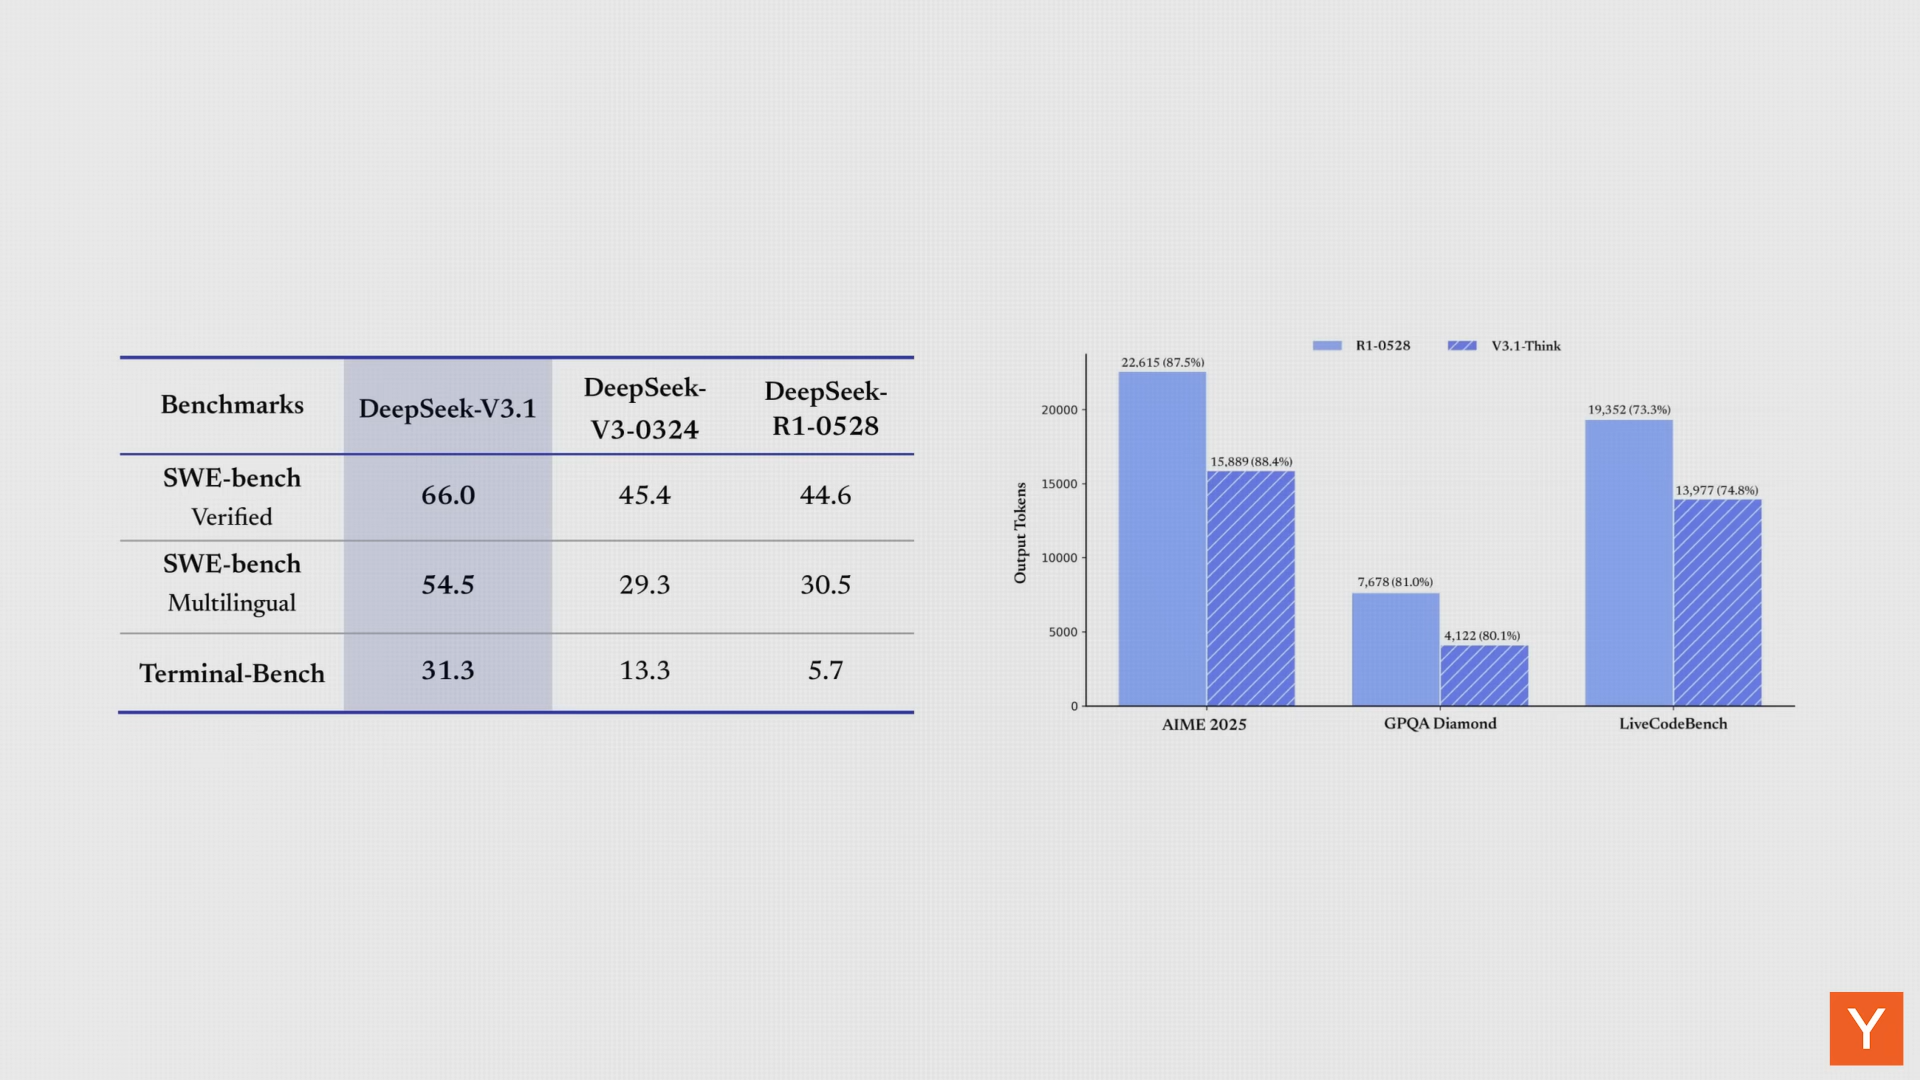 Benchmarks
DeepSeek-V3.1
DeepSeek-
V3-0324
DeepSeek-
R1-0528
SWE-bench
Verified
66.0
45.4
44.6
SWE-bench
Multilingual
54.5
29.3
30.5
Terminal-Bench
31.3
13.3
5.7
R1-0528
V3.1-Think
Output Tokens
20000
15000
10000
5000
0
22,615 (87.5%)
15,889 (88.4%)
7,678 (81.0%)
4,122 (80.1%)
19,352 (73.3%)
13,977 (74.8%)
AIME 2025
GPQA Diamond
LiveCodeBench
Y